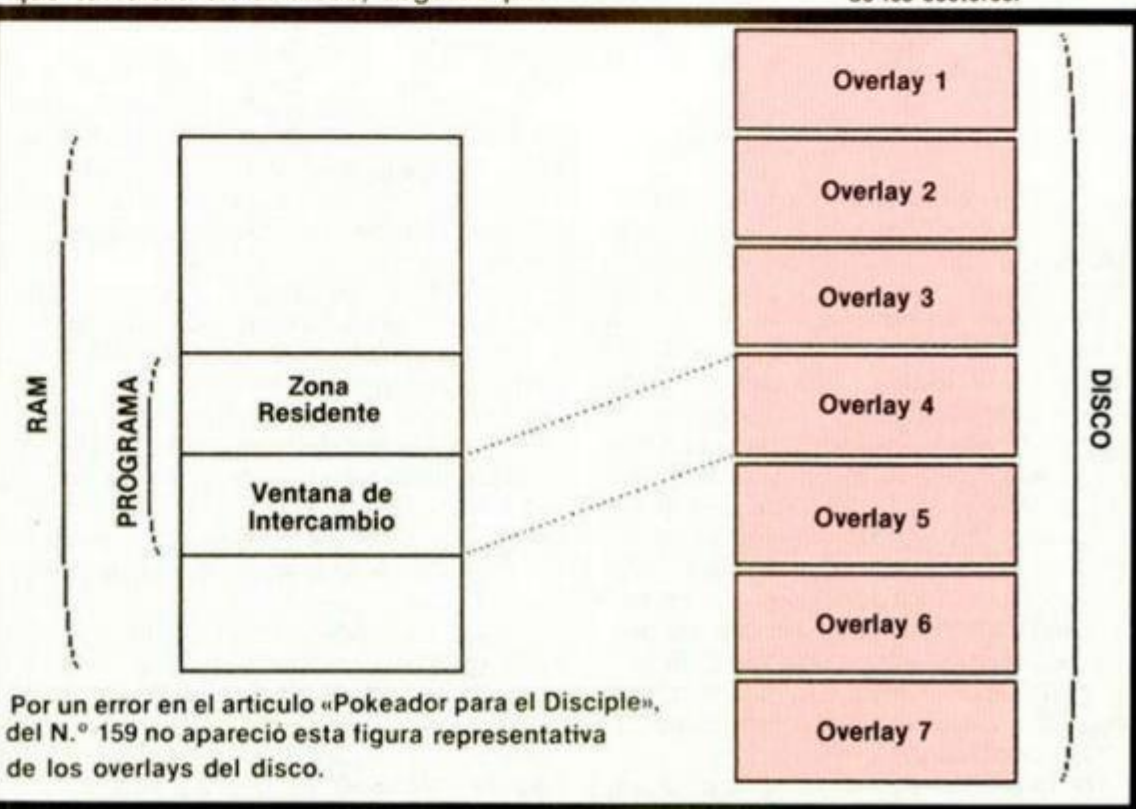 Overlay 1
Overlay 2
Overlay 3
Overlay 4
Overlay 5
Overlay 6
Overlay 7
DISCO
RAM
PROGRAMA
Zona
Residente
Ventana de
Intercambio
Por un error en el articulo «Pokeador para el Disciple»,
del N.º 159 no apareció esta figura representativa
de los overlays del disco.